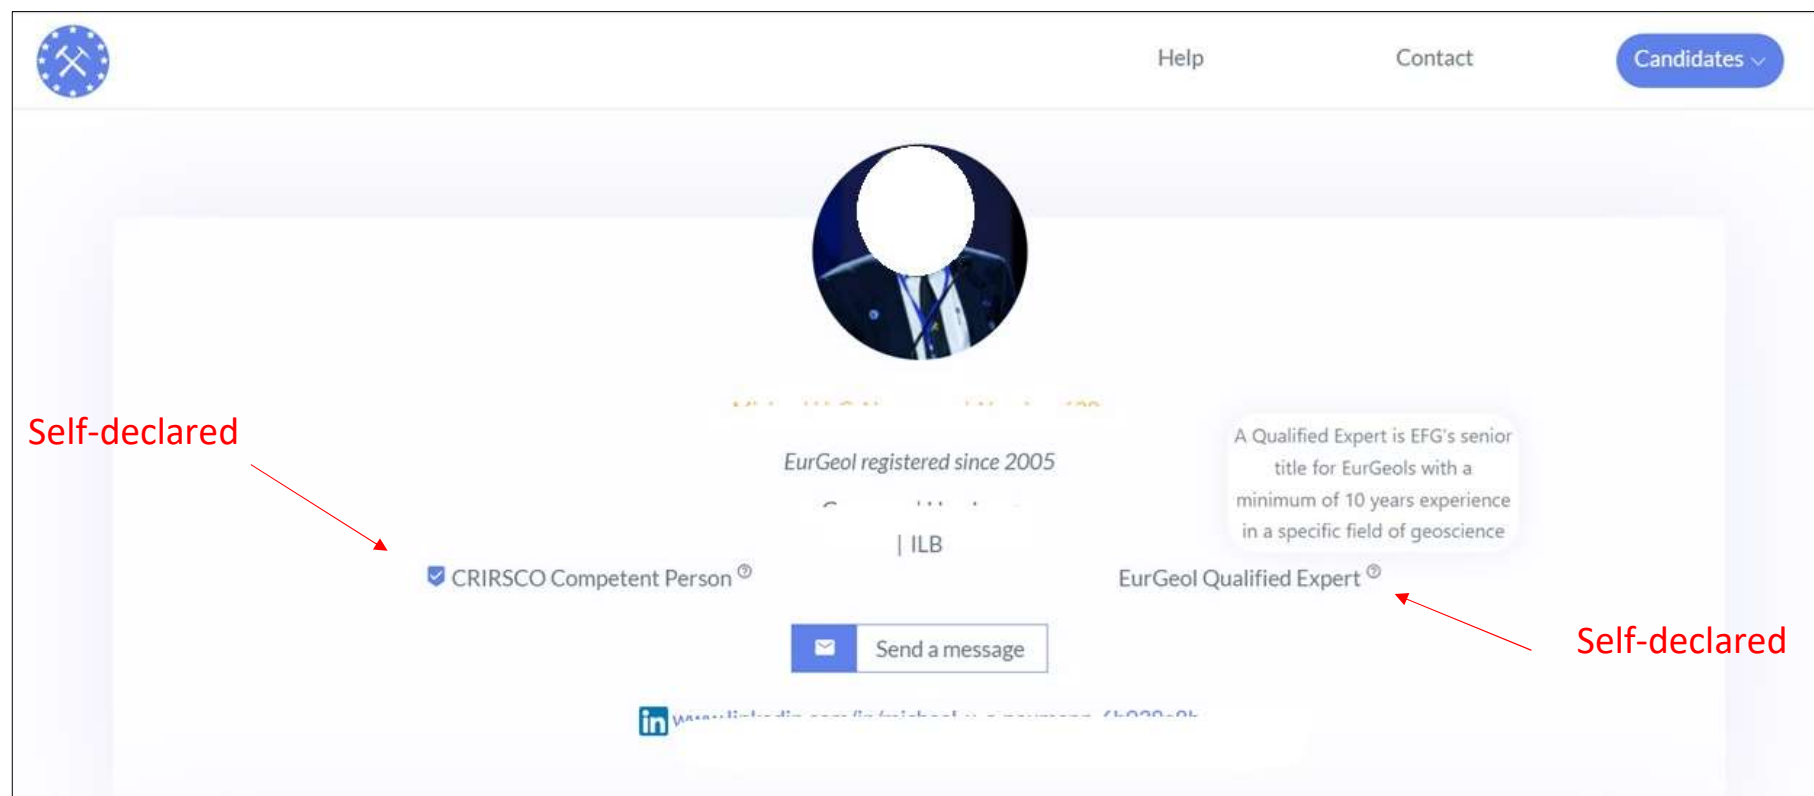 Help
Contact
Candidates
Self-declared
EurGeol registered since 2005
A Qualified Expert is EFG's senior
title for EurGeols with a
minimum of 10 years experience
in a specific field of geoscience
| ILB
CRIRSCO Competent Person
EurGeol Qualified Expert
Self-declared
Send a message
in